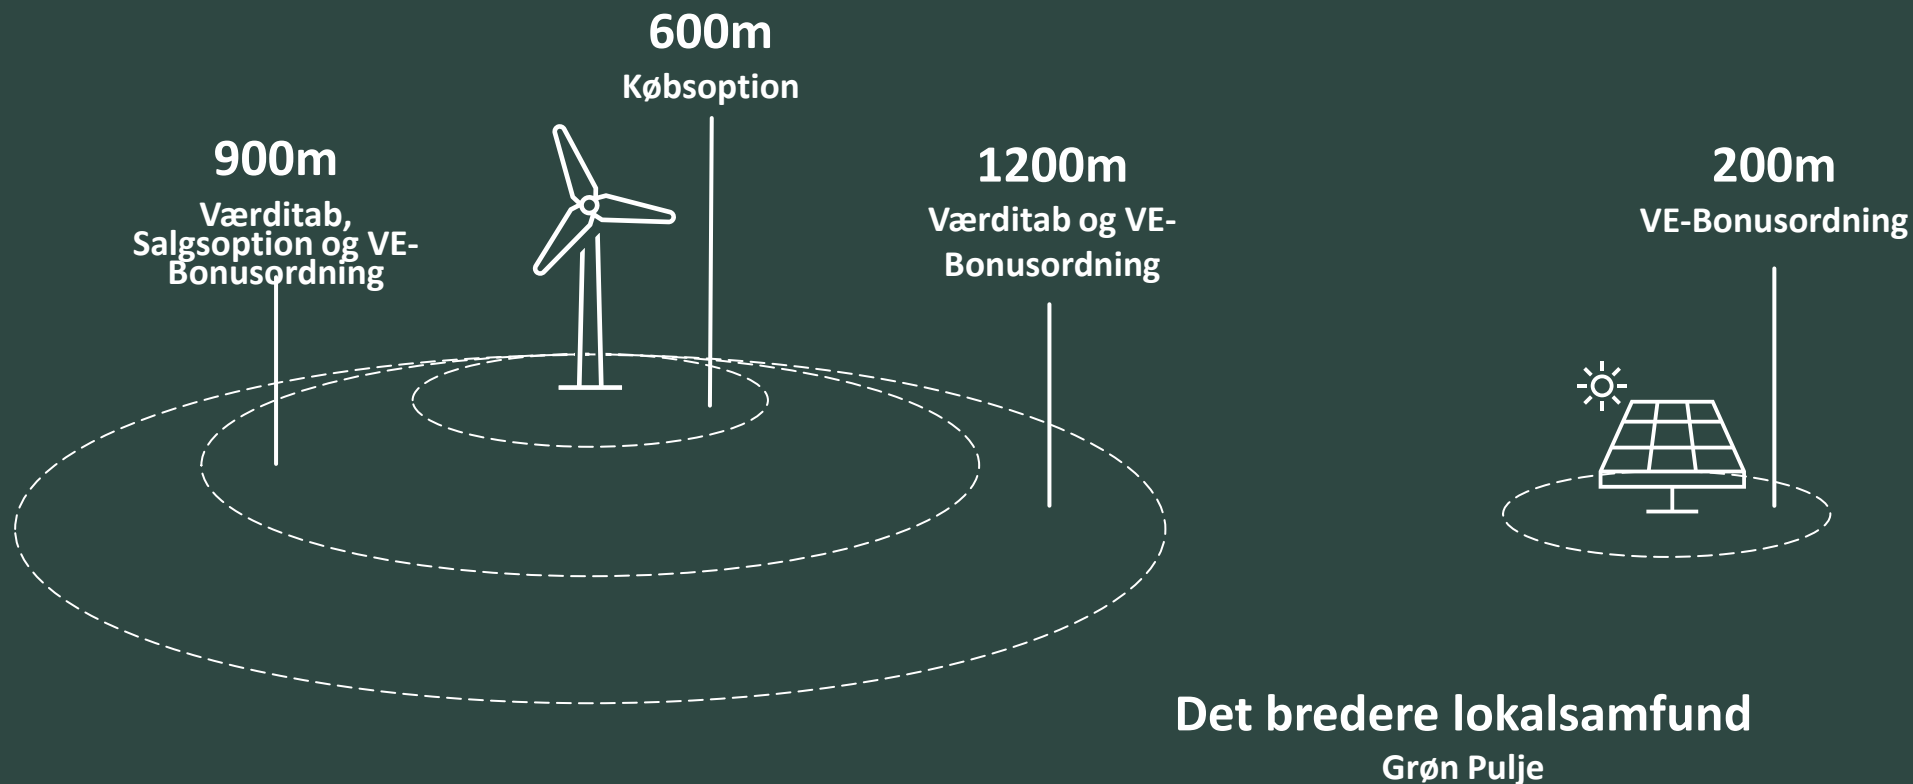 600m
Købsoption
900m
Værditab,
Salgsoption og VE-
Bonusordning
1200m
Værditab og VE-
Bonusordning
200m
VE-Bonusordning
Det bredere lokalsamfund
Grøn Pulje